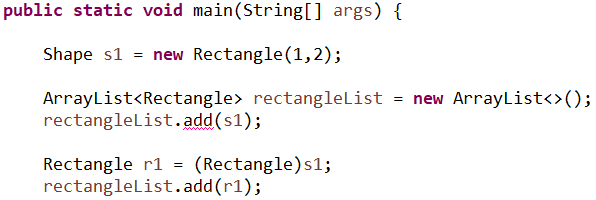 public static void main(String[] args) {
Shape s1 = new Rectangle(1,2);
ArrayList<Rectangle> rectangleList = new ArrayList<>();
rectangleList.add(s1);
Rectangle r1 = (Rectangle)s1;
rectangleList.add(r1);